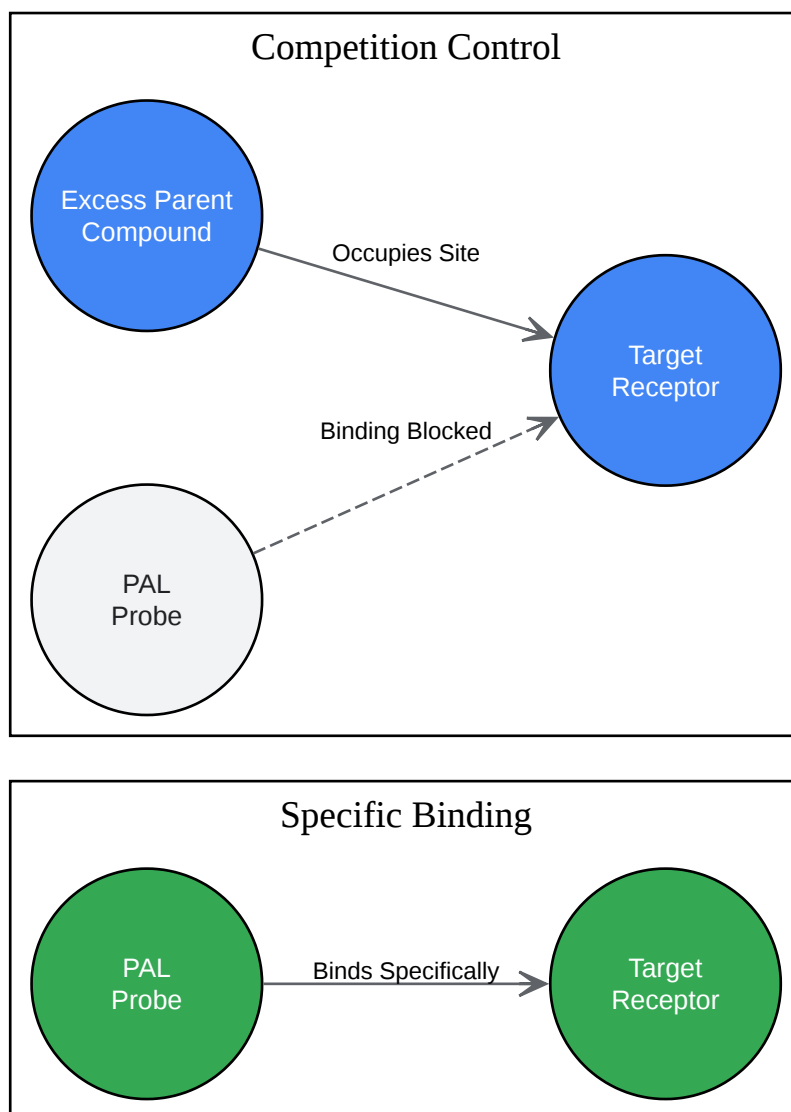 Competition Control
Excess Parent
Compound
Occupies Site
Target
Receptor
Binding Blocked
PAL
Probe
Specific Binding
PAL
Probe
Binds Specifically
Target
Receptor